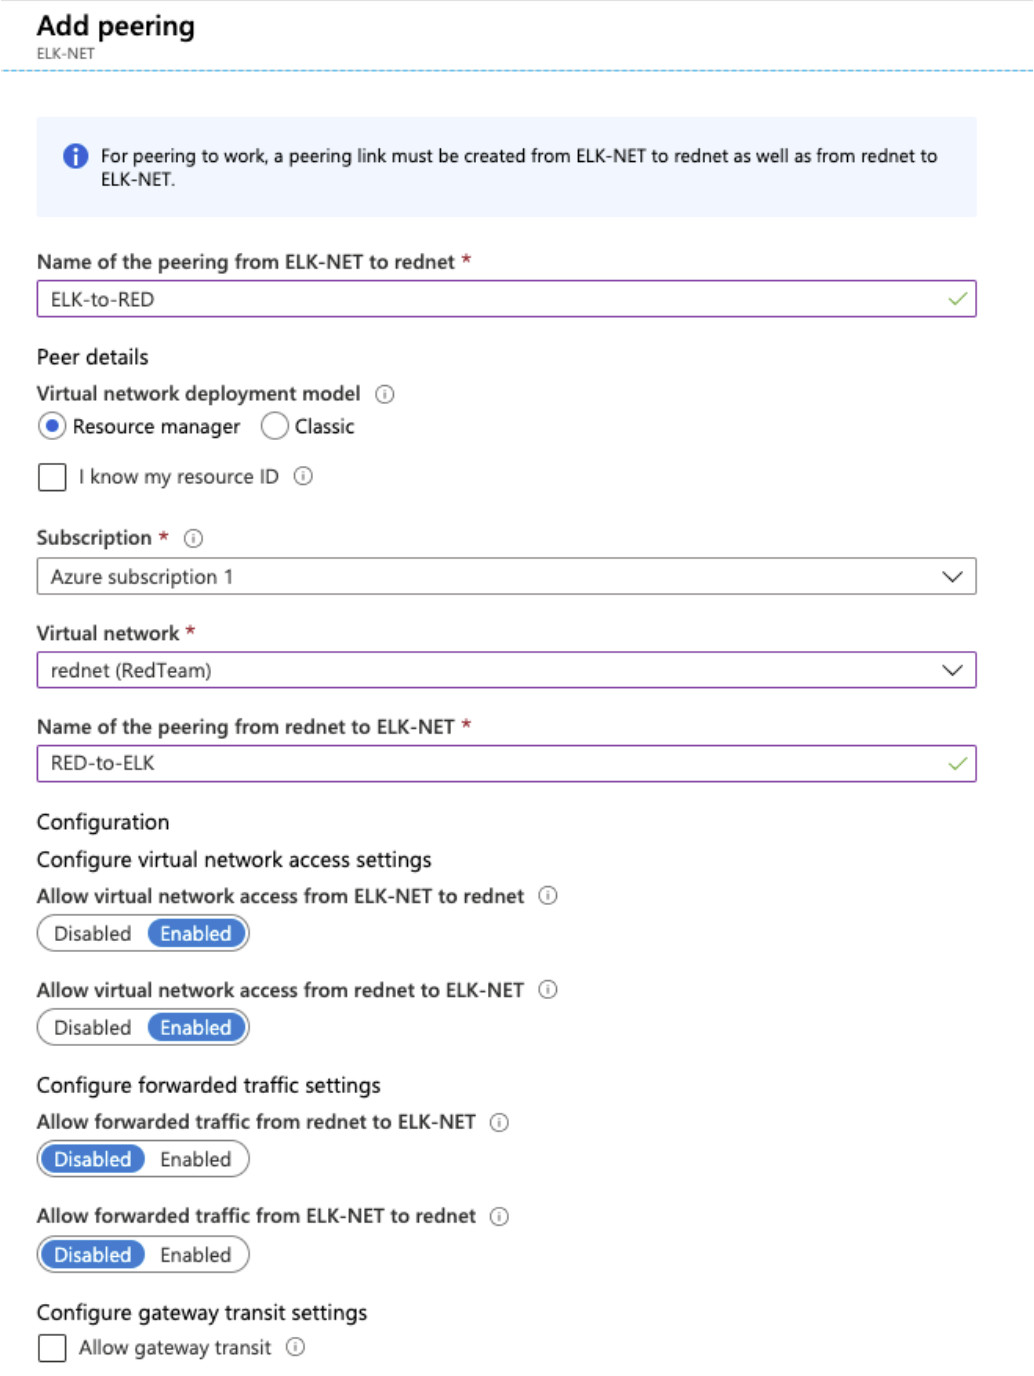 Add peering
ELK-NET
For peering to work, a peering link must be created from ELK-NET to rednet as well as from rednet to
ELK-NET.
Name of the peering from ELK-NET to rednet *
ELK-to-RED
Peer details
Virtual network deployment model
Resource manager Classic
I know my resource ID
Subscription *
Azure subscription 1
Virtual network *
rednet (RedTeam)
Name of the peering from rednet to ELK-NET *
RED-to-ELK
Configuration
Configure virtual network access settings
Allow virtual network access from ELK-NET to rednet
Disabled Enabled
Allow virtual network access from rednet to ELK-NET
Disabled Enabled
Configure forwarded traffic settings
Allow forwarded traffic from rednet to ELK-NET
Disabled Enabled
Allow forwarded traffic from ELK-NET to rednet
Disabled Enabled
Configure gateway transit settings
Allow gateway transit